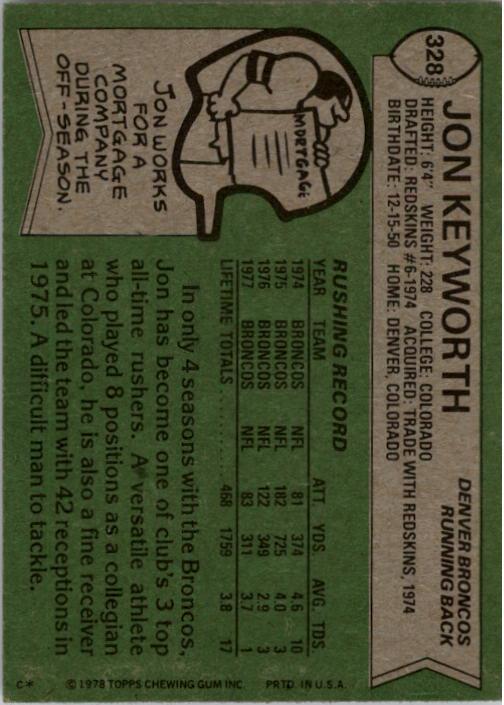 328
JON KEYWORTH
DENVER BRONCOS
RUNNING BACK
HEIGHT: 6'4" WEIGHT: 228 COLLEGE: COLORADO
DRAFTED: REDSKINS #6-1974 ACQUIRED: TRADE WITH REDSKINS, 1974
BIRTHDATE: 12-15-50 HOME: DENVER, COLORADO
MORTGAGE
JON WORKS
FOR A
MORTGAGE
COMPANY
DURING THE
OFF-SEASON.
RUSHING RECORD
YEAR TEAM ATT. YDS. AVG. TDS.
1974 BRONCOS NFL 81 374 4.6 10
1975 BRONCOS NFL 182 725 4.0 3
1976 BRONCOS NFL 122 349 2.9 3
1977 BRONCOS NFL 83 311 3.7 1
LIFETIME TOTALS . . . . . . . . 468 1759 3.8 17
In only 4 seasons with the Broncos,
Jon has become one of club's 3 top
all-time rushers. A versatile athlete
who played 8 positions as a collegian
at Colorado, he is also a fine receiver
and led the team with 42 receptions in
1975. A difficult man to tackle.
C* © 1978 TOPPS CHEWING GUM INC. PRTD. IN U.S.A.